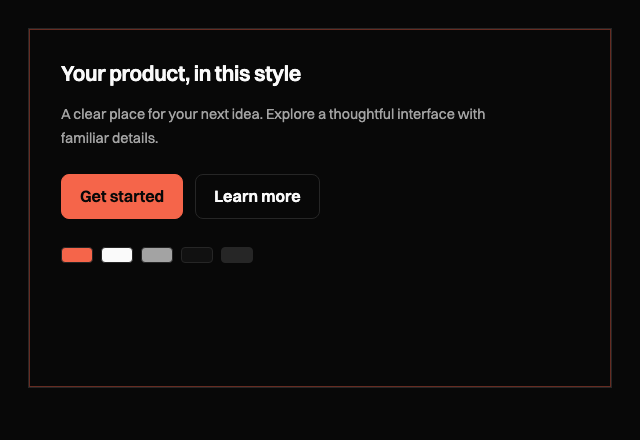 Your product, in this style
A clear place for your next idea. Explore a thoughtful interface with
familiar details.
Get started
Learn more